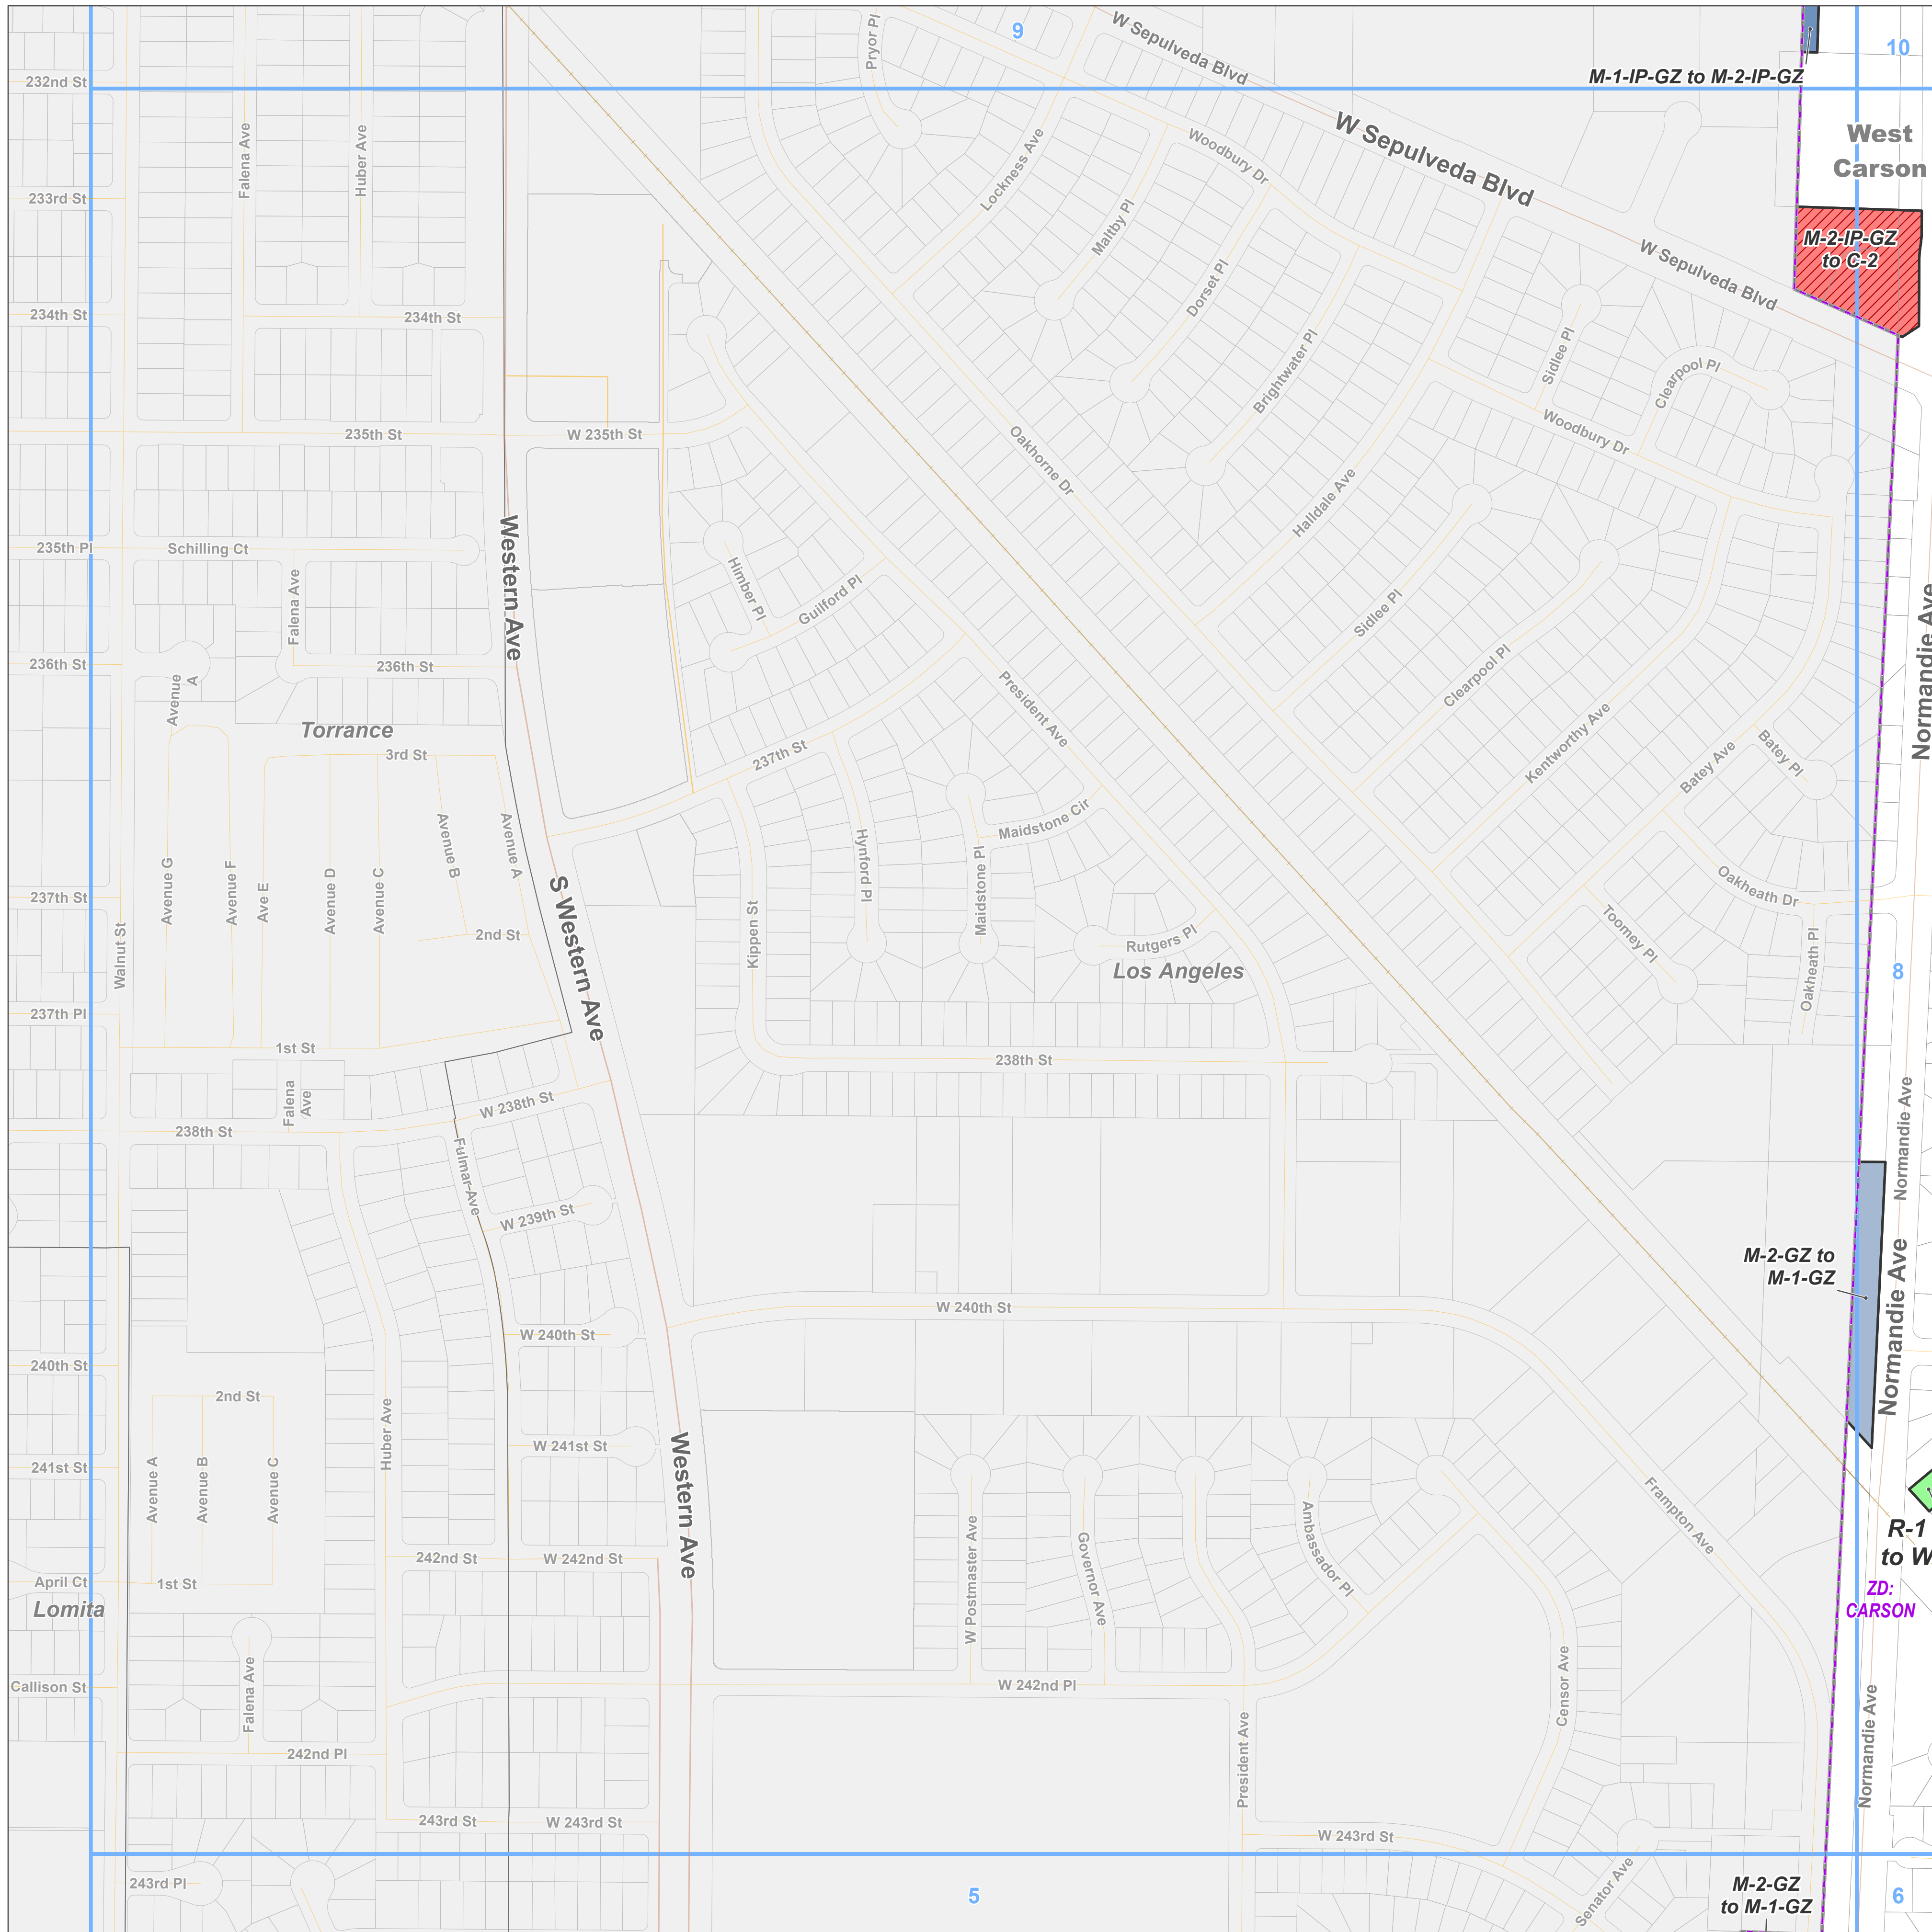 9
10
W Sepulveda Blvd
Pryor Pl
232nd St
M-1-IP-GZ to M-2-IP-GZ
West
Carson
W Sepulveda Blvd
Woodbury Dr
Lockness Ave
Falena Ave
Huber Ave
233rd St
Maltby Pl
M-2-IP-GZ
to C-2
W Sepulveda Blvd
Dorset Pl
234th St
234th St
Brightwater Pl
Sidlee Pl
Clearpool Pl
235th St
W 235th St
Woodbury Dr
Oakhorne Dr
Halldale Ave
Western Ave
235th Pl
Schilling Ct
Falena Ave
Himber Pl
Guilford Pl
Sidlee Pl
Normandie Ave
236th St
236th St
Avenue
A
Clearpool Pl
President Ave
Torrance
3rd St
237th St
Kentworthy Ave
Batey Ave
Batey Pl
Avenue B
Avenue A
Maidstone Cir
Hynford Pl
Maidstone Pl
Avenue G
Avenue F
Ave E
Avenue D
Avenue C
237th St
Oakheath Dr
Walnut St
2nd St
S Western Ave
Kippen St
Rutgers Pl
Toomey Pl
Oakheath Pl
Los Angeles
8
237th Pl
1st St
238th St
Falena
Ave
W 238th St
238th St
Fulmar Ave
Normandie Ave
W 239th St
M-2-GZ to
M-1-GZ
Normandie Ave
W 240th St
W 240th St
240th St
2nd St
Huber Ave
W 241st St
241st St
Avenue A
Avenue B
Avenue C
Western Ave
W Postmaster Ave
Governor Ave
Ambassador Pl
Frampton Ave
R-1
to W
242nd St
W 242nd St
April Ct
1st St
ZD:
CARSON
Lomita
Callison St
Falena Ave
W 242nd Pl
Censor Ave
Normandie Ave
242nd Pl
President Ave
243rd St
W 243rd St
W 243rd St
243rd Pl
Senator Ave
M-2-GZ
to M-1-GZ
5
6